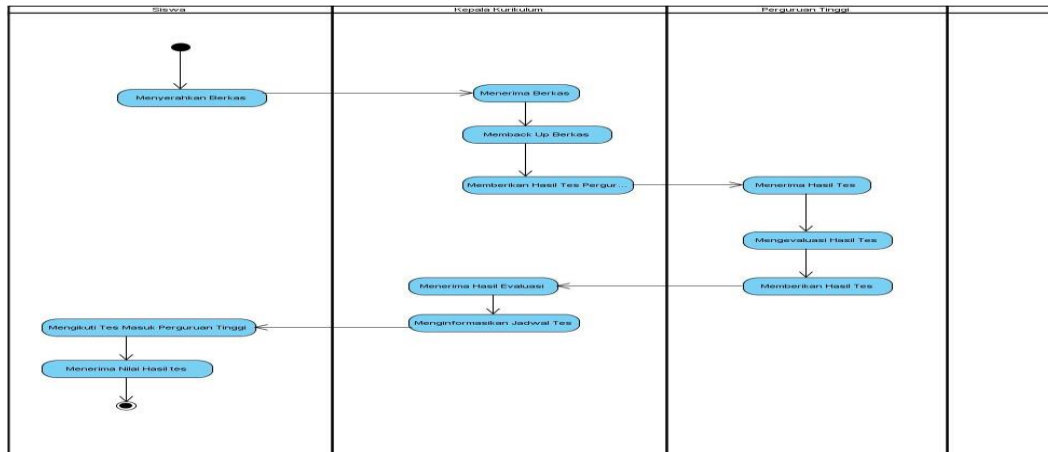 Siswa
Kepala Kurikulum
Perguruan Tinggi
Menyerahkan Berkas
Menerima Berkas
Memback Up Berkas
Memberikan Hasil Tes Pergur...
Menerima Hasil Tes
Mengevaluasi Hasil Tes
Memberikan Hasil Tes
Menerima Hasil Evaluasi
Menginformasikan Jadwal Tes
Mengikuti Tes Masuk Perguruan Tinggi
Menerima Nilai Hasil tes